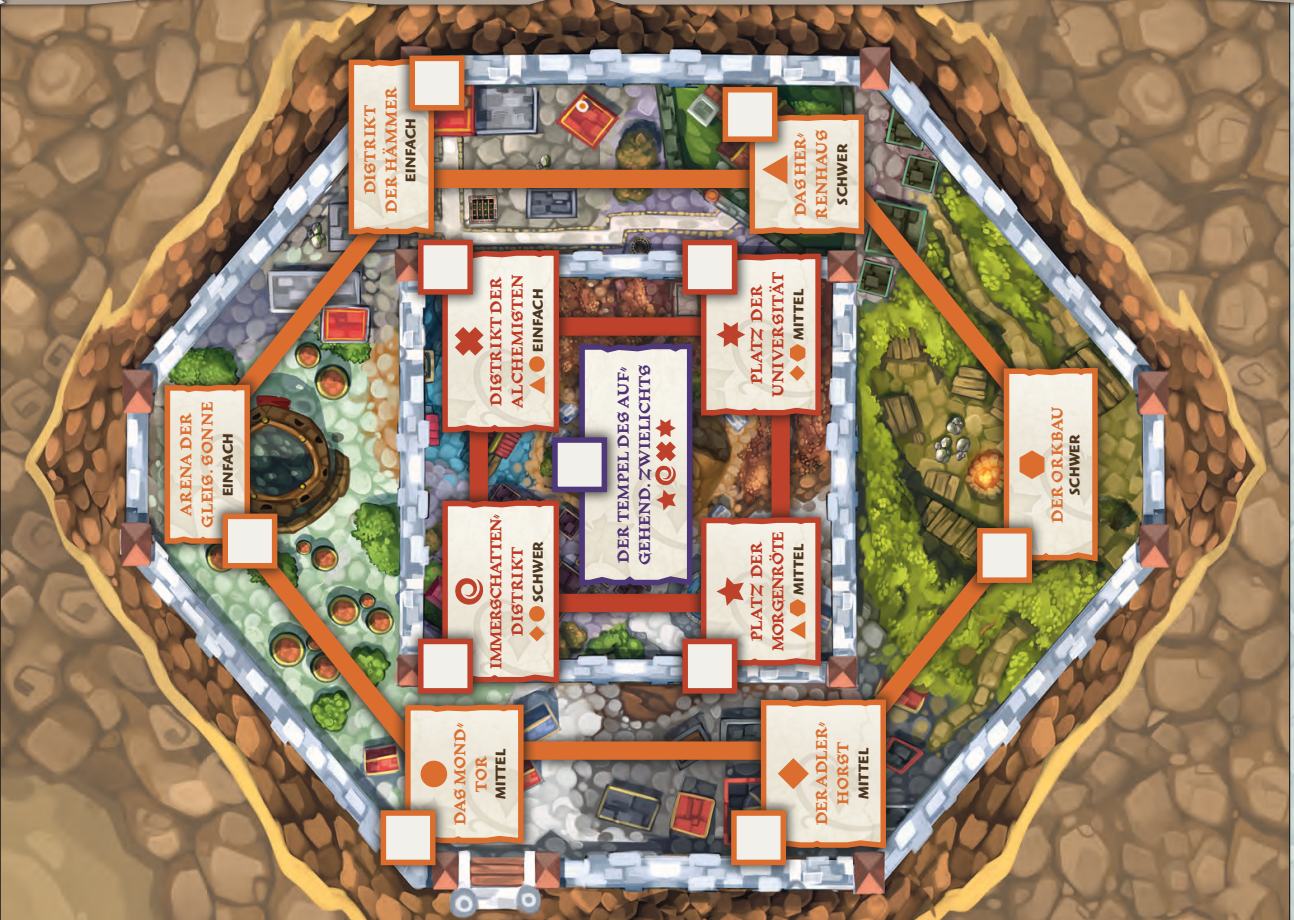 ARENA DER
GLEIS. SONNE
EINFACH
DISTRIKT
DER HÄMMER
EINFACH
DAS MOND-
TOR
MITTEL
IMMERSCHATTEN-
DISTRIKT
SCHWER
DISTRIKT DER
ALCHEMISTEN
EINFACH
DER TEMPEL DES AUF-
GEHEND. ZWIELICHTS
PLATZ DER
MORGENRÖTE
MITTEL
PLATZ DER
UNIVERSITÄT
MITTEL
DER ADLER-
HORST
MITTEL
DAS HER-
RENHAUS
SCHWER
DER ORKBAU
SCHWER